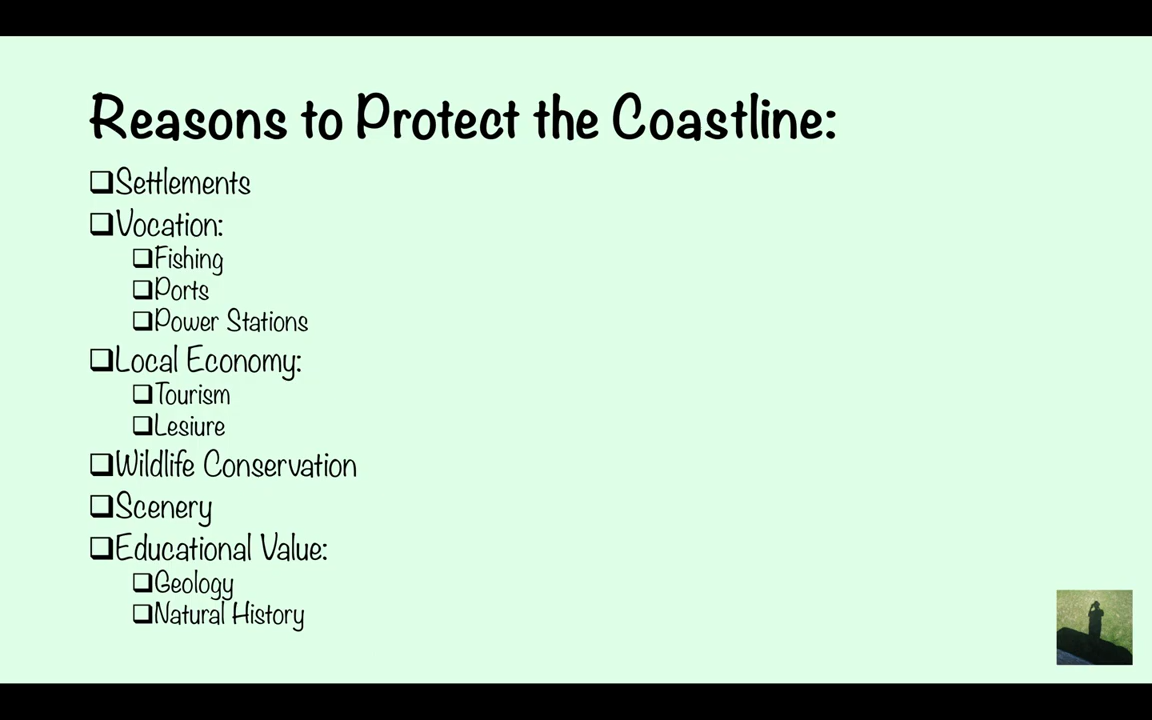 Reasons to Protect the Coastline:
❑Settlements
❑Vocation:
❑Fishing
❑Ports
❑Power Stations
❑Local Economy:
❑Tourism
❑Lesiure
❑Wildlife Conservation
❑Scenery
❑Educational Value:
❑Geology
❑Natural History